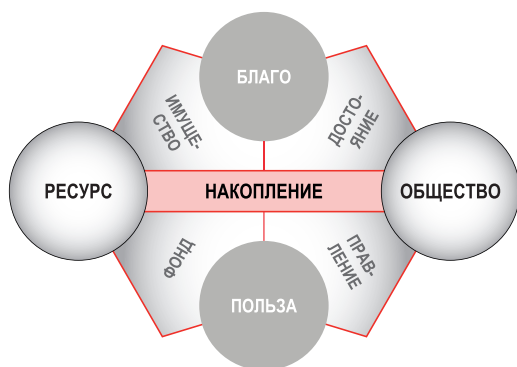 БЛАГО
ИМУЩЕ-
СТВО
ДОСТО-
ЯНИЕ
РЕСУРС
НАКОПЛЕНИЕ
ОБЩЕСТВО
ФОНД
ПРАВ-
ЛЕНИЕ
ПОЛЬЗА